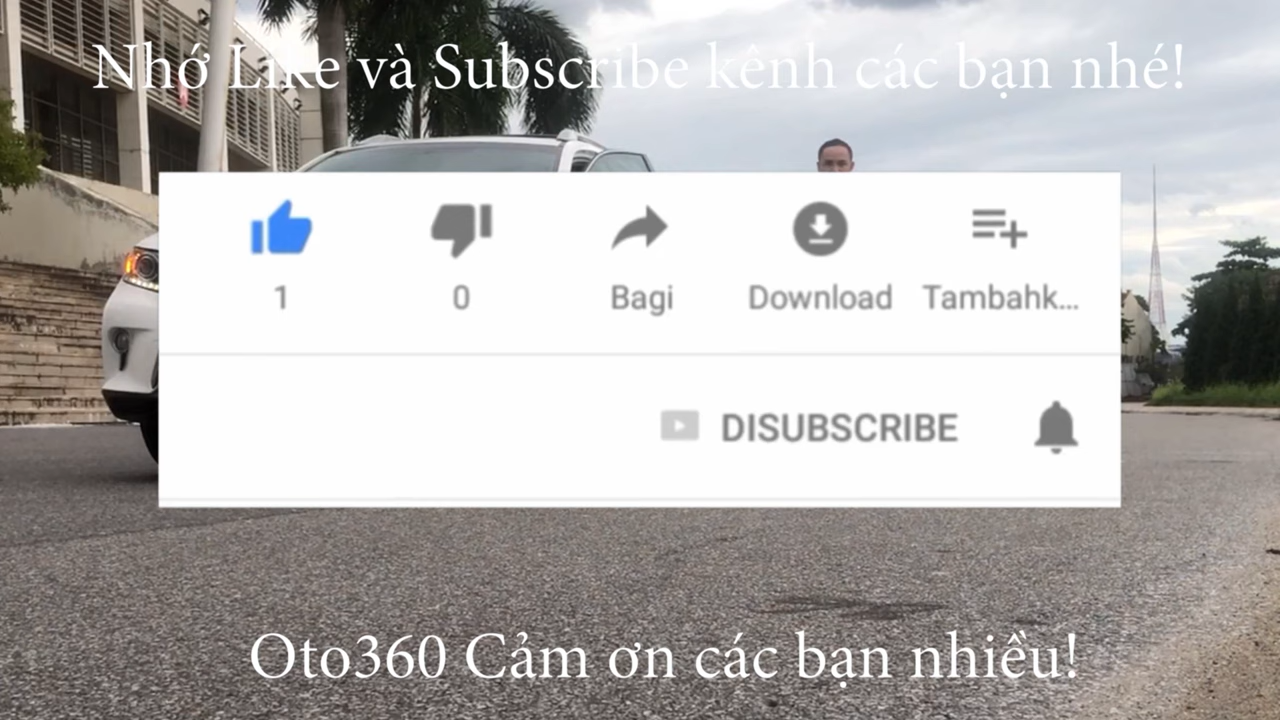 Nhớ Like và Subscribe kênh các bạn nhé!
1 0 Bagi Download Tambahk...
DISUBSCRIBE
Oto360 Cảm ơn các bạn nhiều!